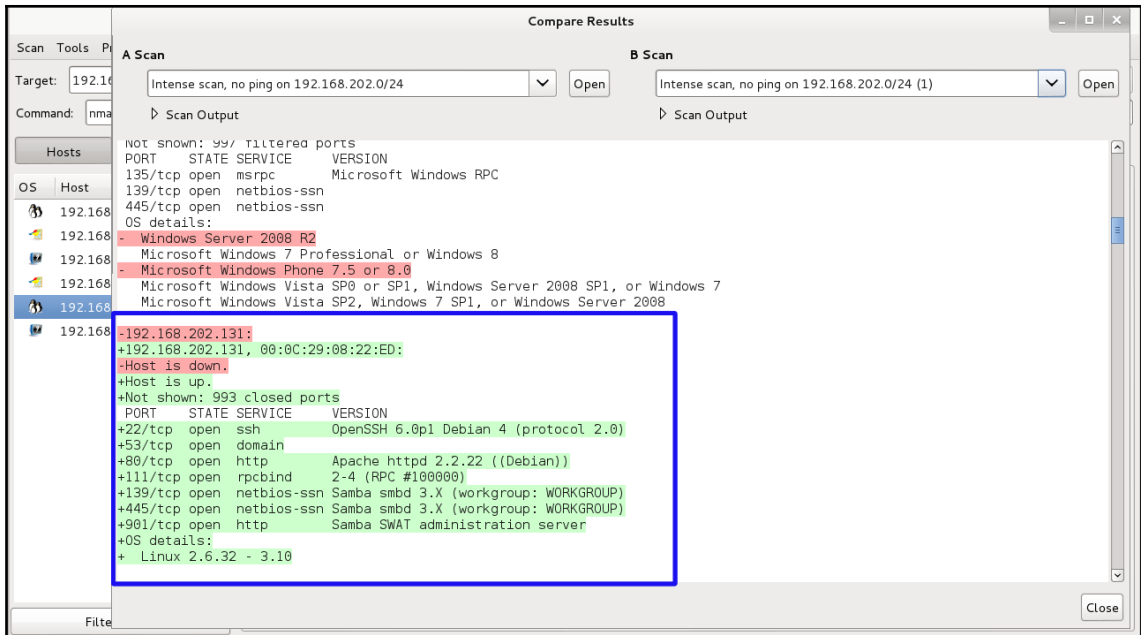 Compare Results
Scan Tools P
Target: 192.16
Command: nma
Hosts
OS Host
192.168
192.168
192.168
192.168
192.168
192.168
Filte
A Scan
B Scan
Intense scan, no ping on 192.168.202.0/24
Open
Intense scan, no ping on 192.168.202.0/24 (1)
Open
Scan Output
Scan Output
Not shown: 997 filtered ports
PORT STATE SERVICE VERSION
135/tcp open msrpc Microsoft Windows RPC
139/tcp open netbios-ssn
445/tcp open netbios-ssn
OS details:
- Windows Server 2008 R2
Microsoft Windows 7 Professional or Windows 8
- Microsoft Windows Phone 7.5 or 8.0
Microsoft Windows Vista SP0 or SP1, Windows Server 2008 SP1, or Windows 7
Microsoft Windows Vista SP2, Windows 7 SP1, or Windows Server 2008
-192.168.202.131:
+192.168.202.131, 00:0C:29:08:22:ED:
-Host is down.
+Host is up.
+Not shown: 993 closed ports
PORT STATE SERVICE VERSION
+22/tcp open ssh OpenSSH 6.0p1 Debian 4 (protocol 2.0)
+53/tcp open domain
+80/tcp open http Apache httpd 2.2.22 ((Debian))
+111/tcp open rpcbind 2-4 (RPC #100000)
+139/tcp open netbios-ssn Samba smbd 3.X (workgroup: WORKGROUP)
+445/tcp open netbios-ssn Samba smbd 3.X (workgroup: WORKGROUP)
+901/tcp open http Samba SWAT administration server
+OS details:
+ Linux 2.6.32 - 3.10
Close